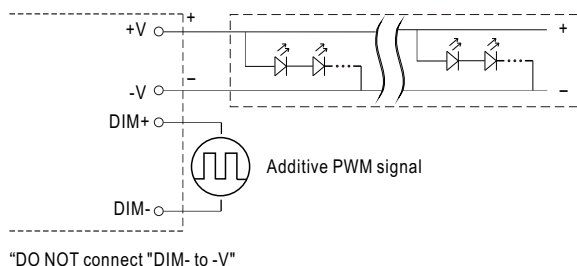 +
+V
+
−
-V
−
DIM+
Additive PWM signal
DIM-
“DO NOT connect "DIM- to -V"